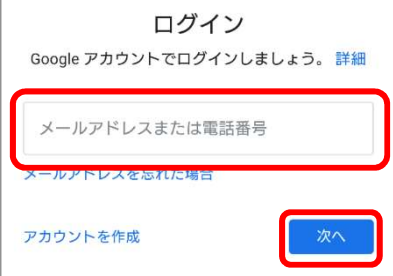 ログイン
Google アカウントでログインしましょう。 詳細
メールアドレスまたは電話番号
メールアドレスを忘れた場合
アカウントを作成
次へ